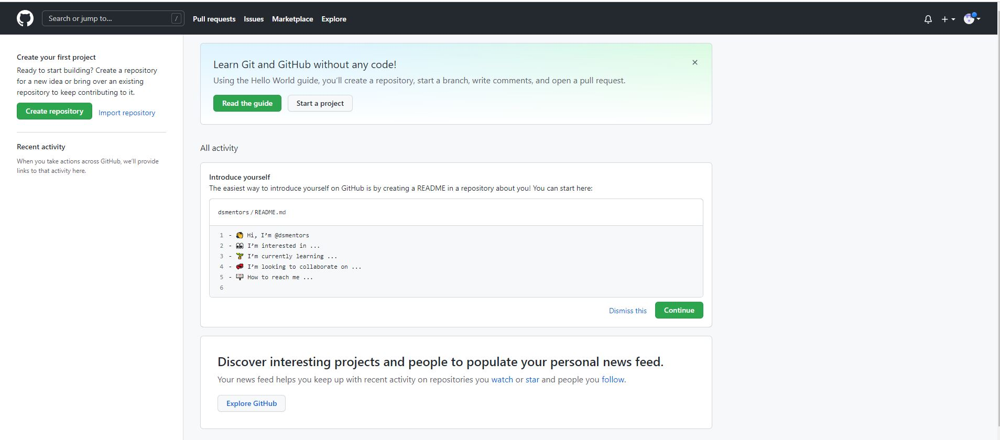 Search or jump to... /
Pull requests Issues Marketplace Explore
Create your first project
Ready to start building? Create a repository
for a new idea or bring over an existing
repository to keep contributing to it.
Create repository Import repository
Recent activity
When you take actions across GitHub, we’ll provide
links to that activity here.
Learn Git and GitHub without any code!
Using the Hello World guide, you’ll create a repository, start a branch, write comments, and open a pull request.
Read the guide Start a project
All activity
Introduce yourself
The easiest way to introduce yourself on GitHub is by creating a README in a repository about you! You can start here:
dsmentors / README.md
1 - 👋 Hi, I’m @dsmentors
2 - 👀 I’m interested in ...
3 - 🌱 I’m currently learning ...
4 - 💞️ I’m looking to collaborate on ...
5 - 📫 How to reach me ...
6
Dismiss this Continue
Discover interesting projects and people to populate your personal news feed.
Your news feed helps you keep up with recent activity on repositories you watch or star and people you follow.
Explore GitHub